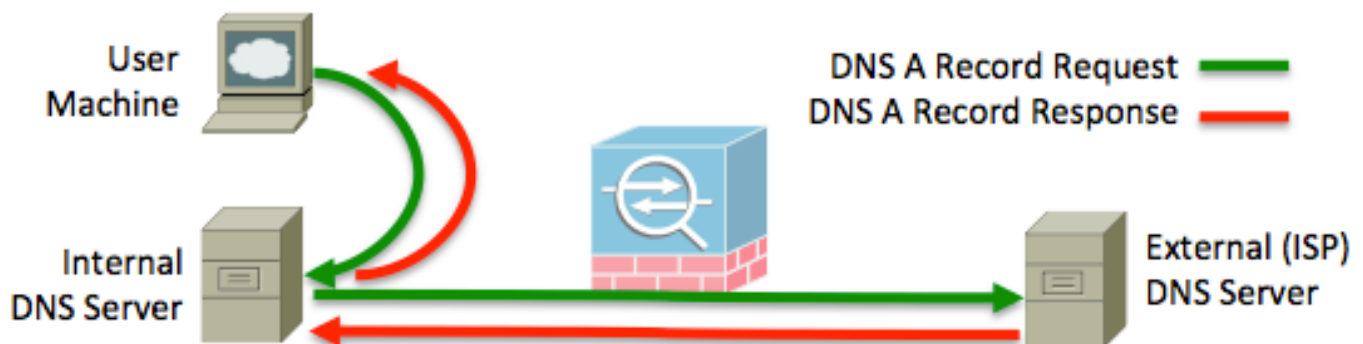 User
Machine
DNS A Record Request
DNS A Record Response
Internal
DNS Server
External (ISP)
DNS Server